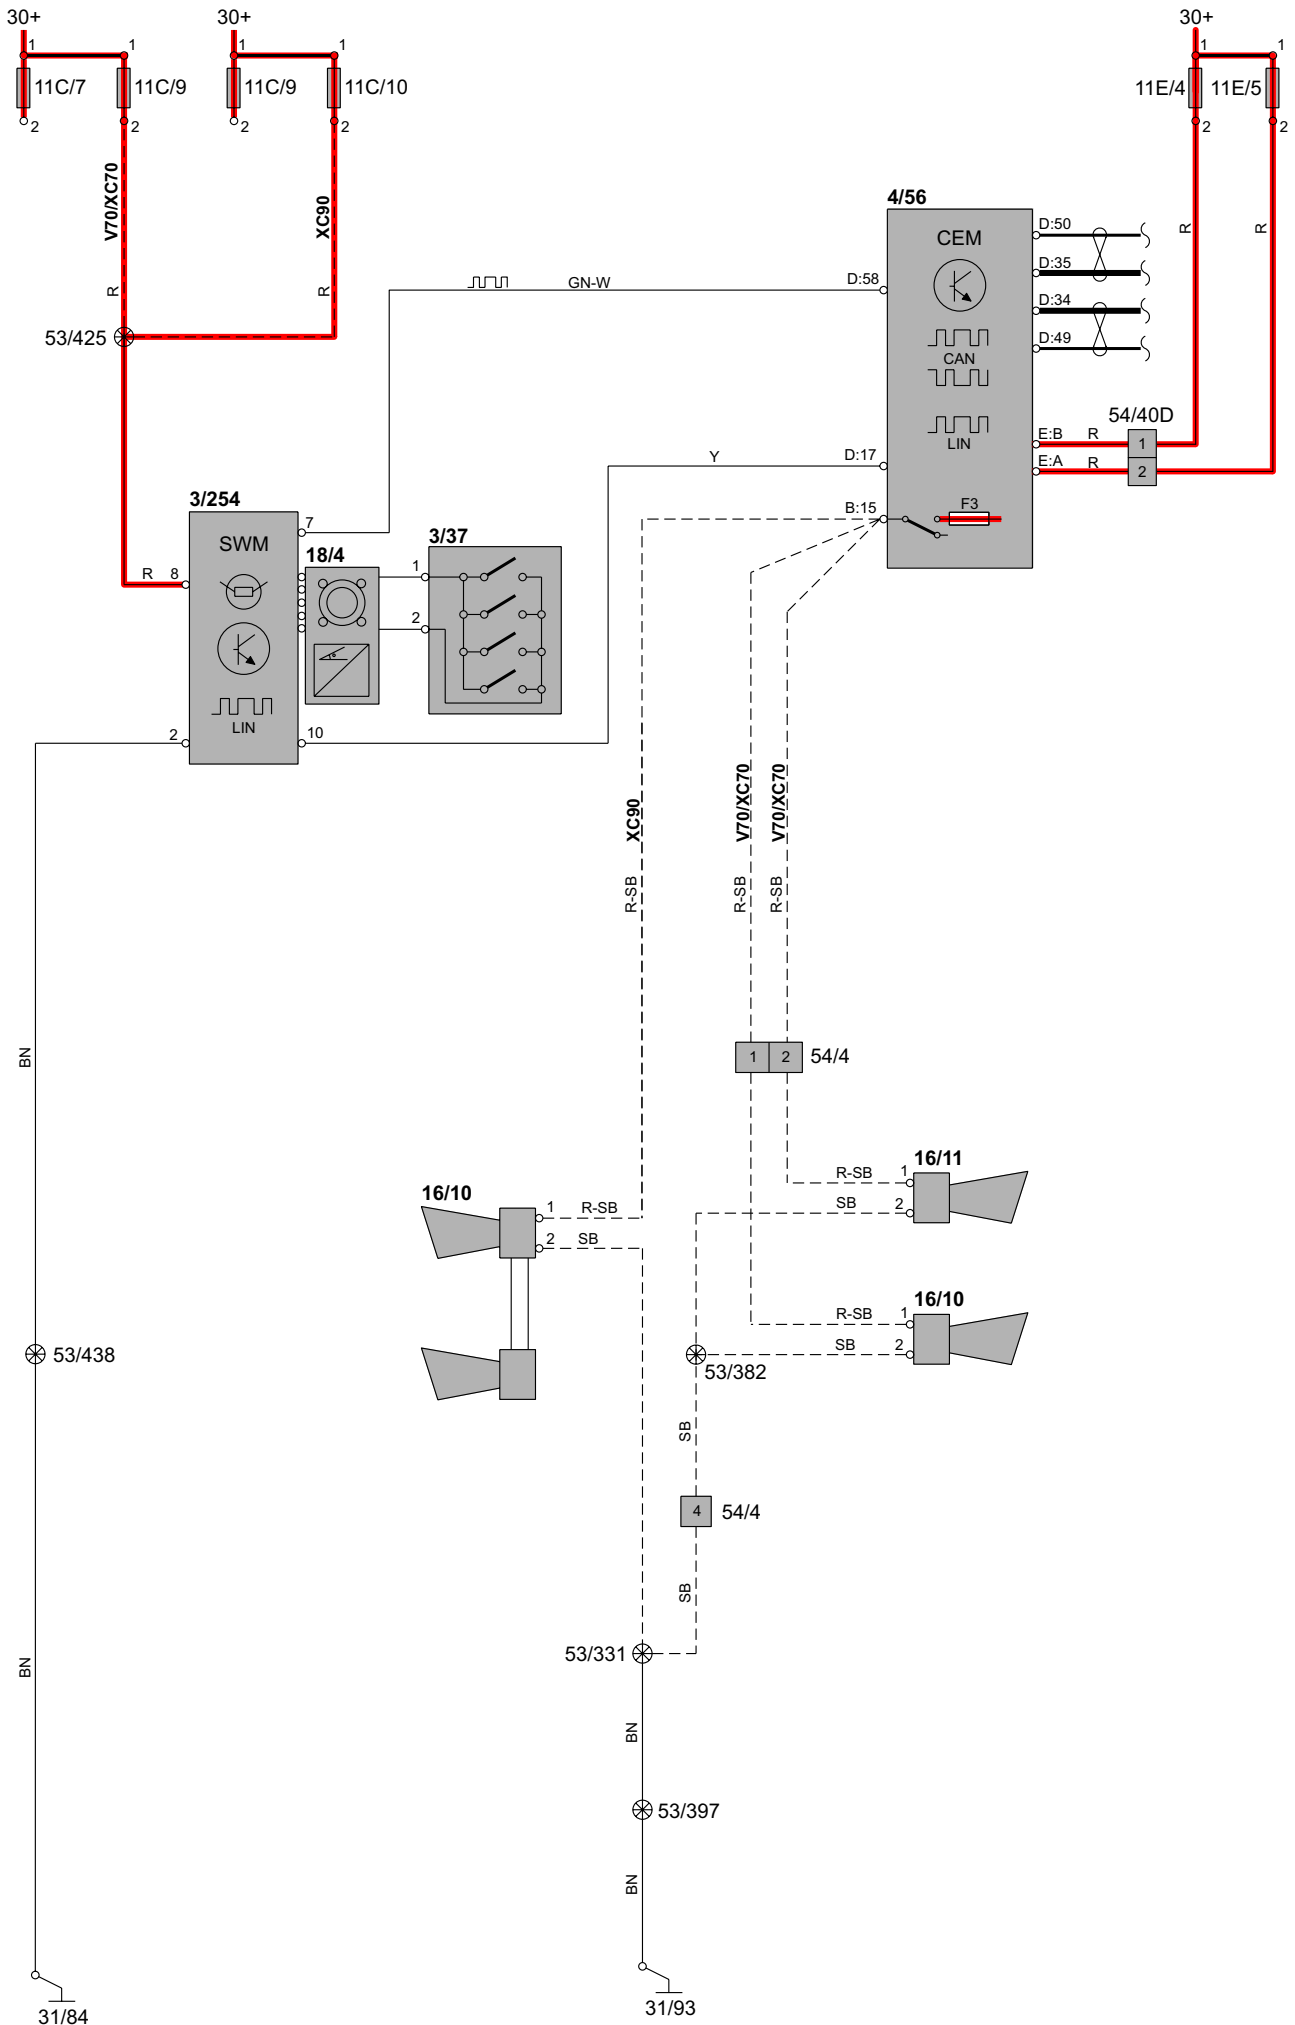 30+
30+
30+
1
1
1
1
1
1
11C/7
11C/9
11C/9
11C/10
11E/4
11E/5
2
2
2
2
2
2
V70/XC70
XC90
R
R
R
R
53/425
4/56
CEM
D:50
D:35
D:34
D:49
CAN
LIN
D:58
GN-W
54/40D
E:B
R
1
E:A
R
2
D:17
Y
B:15
F3
3/254
SWM
7
R
8
18/4
3/37
1
2
LIN
2
10
XC90
V70/XC70
V70/XC70
R-SB
R-SB
R-SB
BN
1
2
54/4
16/11
R-SB
1
SB
2
16/10
1
R-SB
2
SB
16/10
R-SB
1
SB
2
53/438
53/382
SB
4
54/4
SB
53/331
BN
BN
53/397
BN
31/84
31/93